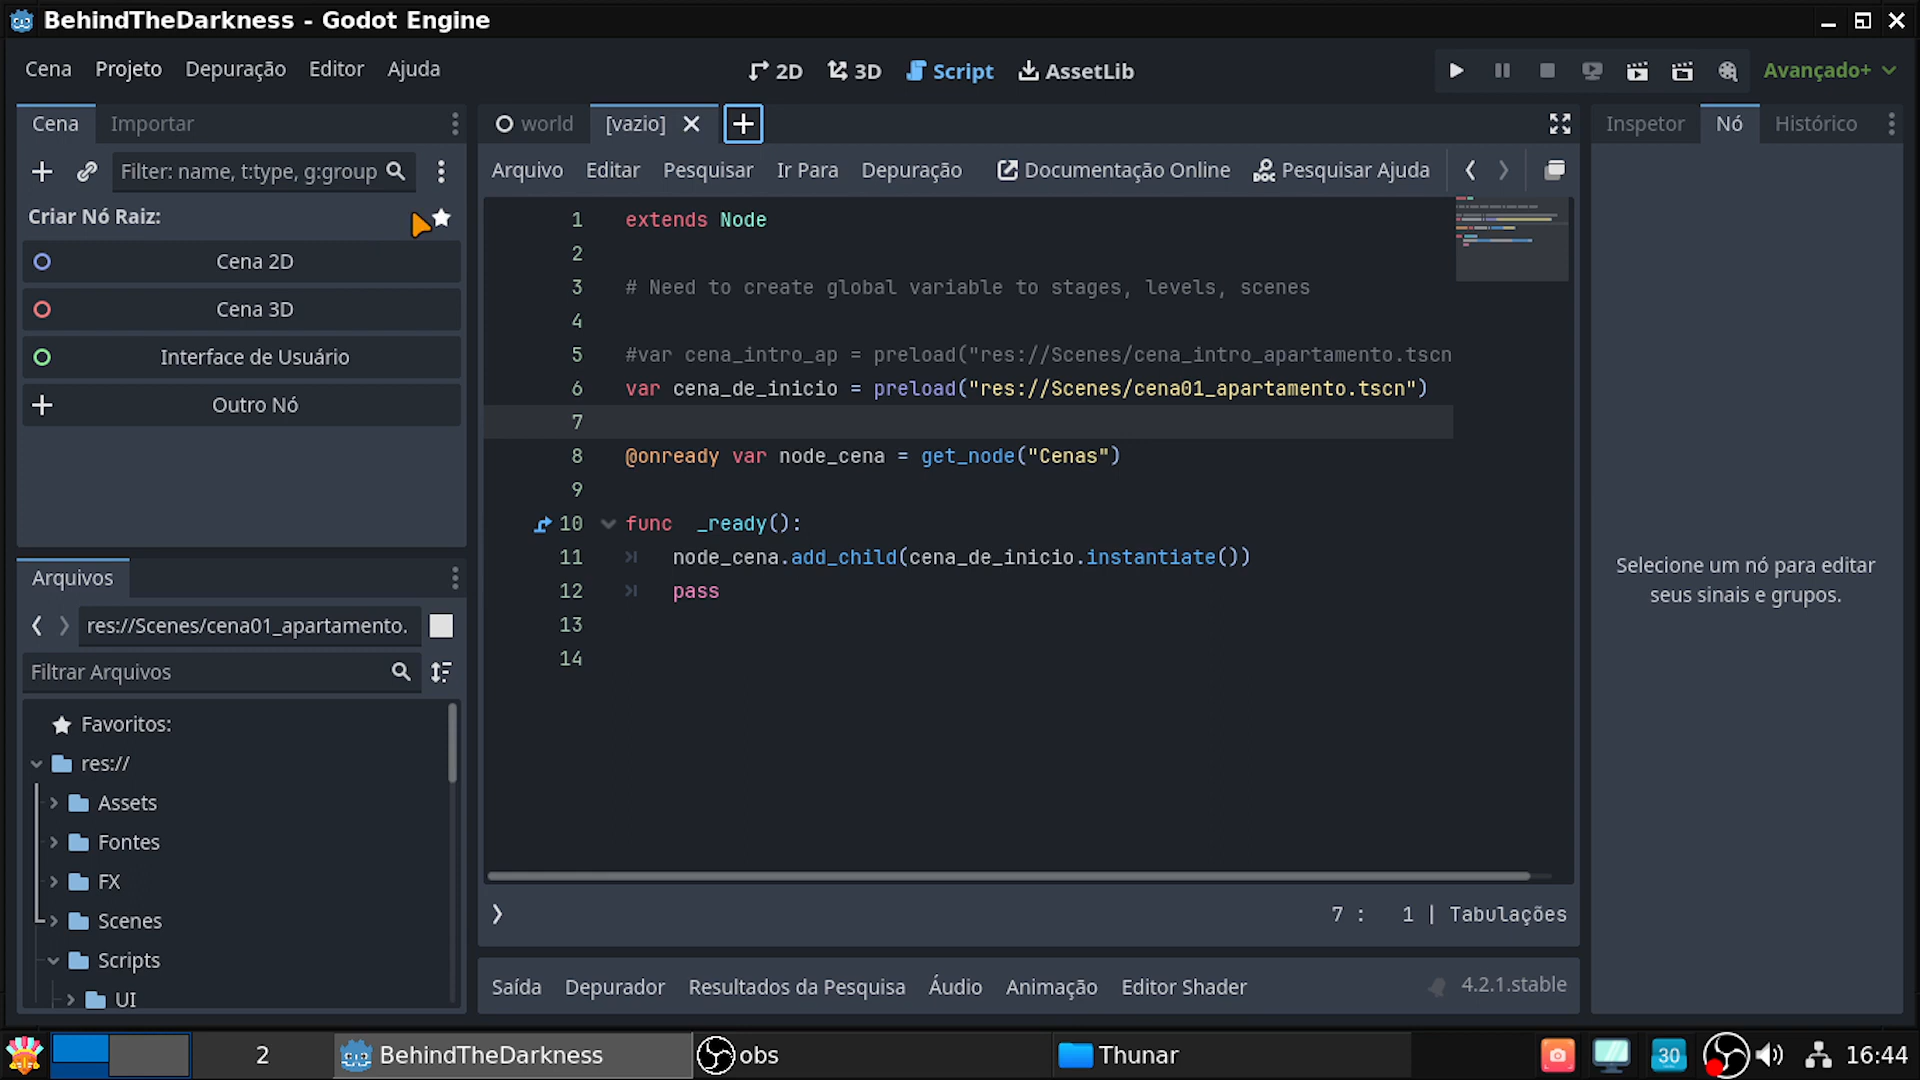 BehindTheDarkness - Godot Engine
Cena Projeto Depuração Editor Ajuda
2D 3D Script AssetLib
Avançado+
Cena Importar
Filter: name, t:type, g:group
Criar Nó Raiz:
Cena 2D
Cena 3D
Interface de Usuário
Outro Nó
Arquivos
res://Scenes/cena01_apartamento.
Filtrar Arquivos
Favoritos:
res://
Assets
Fontes
FX
Scenes
Scripts
UI
world [vazio]
Arquivo Editar Pesquisar Ir Para Depuração Documentação Online Pesquisar Ajuda
1 extends Node
2
3 # Need to create global variable to stages, levels, scenes
4
5 #var cena_intro_ap = preload("res://Scenes/cena_intro_apartamento.tscn
6 var cena_de_inicio = preload("res://Scenes/cena01_apartamento.tscn")
7
8 @onready var node_cena = get_node("Cenas")
9
10 func _ready():
11 node_cena.add_child(cena_de_inicio.instantiate())
12 pass
13
14
7 : 1 | Tabulações
Saída Depurador Resultados da Pesquisa Áudio Animação Editor Shader
4.2.1.stable
Inspetor Nó Histórico
Selecione um nó para editar
seus sinais e grupos.
2 BehindTheDarkness obs Thunar 30 16:44